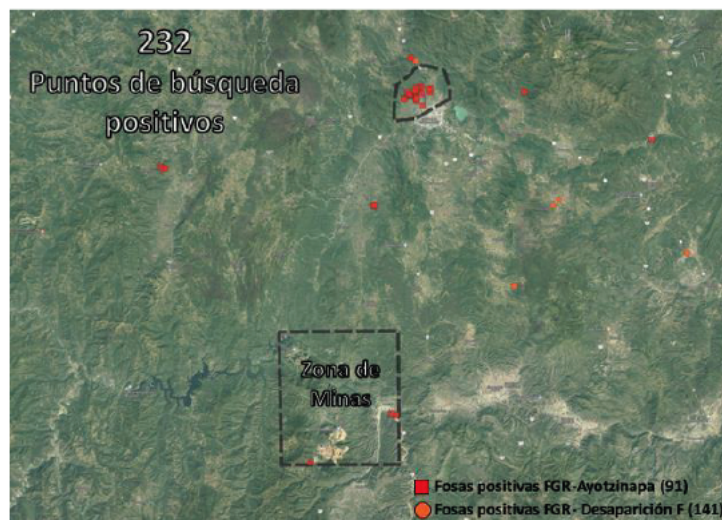 232
Puntos de búsqueda
positivos
Zona de
Minas
Fosas positivas FGR-Ayotzinapa (91)
Fosas positivas FGR- Desaparición F (141)